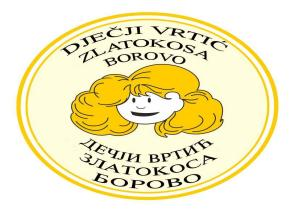 DJEČJI VRTIĆ
ZLATOKOSA
BOROVO
ДЕЧЈИ ВРТИЋ
ЗЛАТОКОСА
БОРОВО